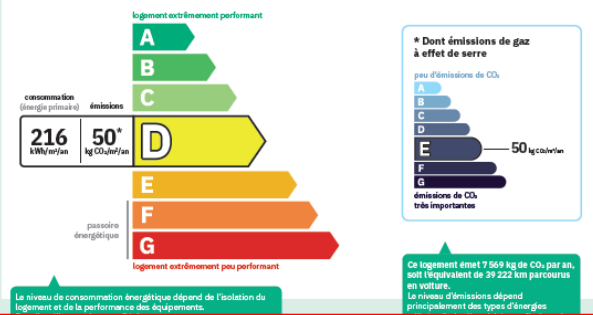 logement extrêmement performant
A
B
C
consommation
(énergie primaire)
émissions
216
kWh/m²/an
50*
kg CO₂/m²/an
D
E
F
G
passoire
énergétique
logement extrêmement peu performant
* Dont émissions de gaz
à effet de serre
peu d'émissions de CO₂
A
B
C
D
E
50 kg CO₂/m²/an
F
G
émissions de CO₂
très importantes
Le niveau de consommation énergétique dépend de l'isolation du
logement et de la performance des équipements.
Ce logement émet 7 569 kg de CO₂ par an,
soit l'équivalent de 39 222 km parcourus
en voiture.
Le niveau d'émissions dépend
principalement des types d'énergies